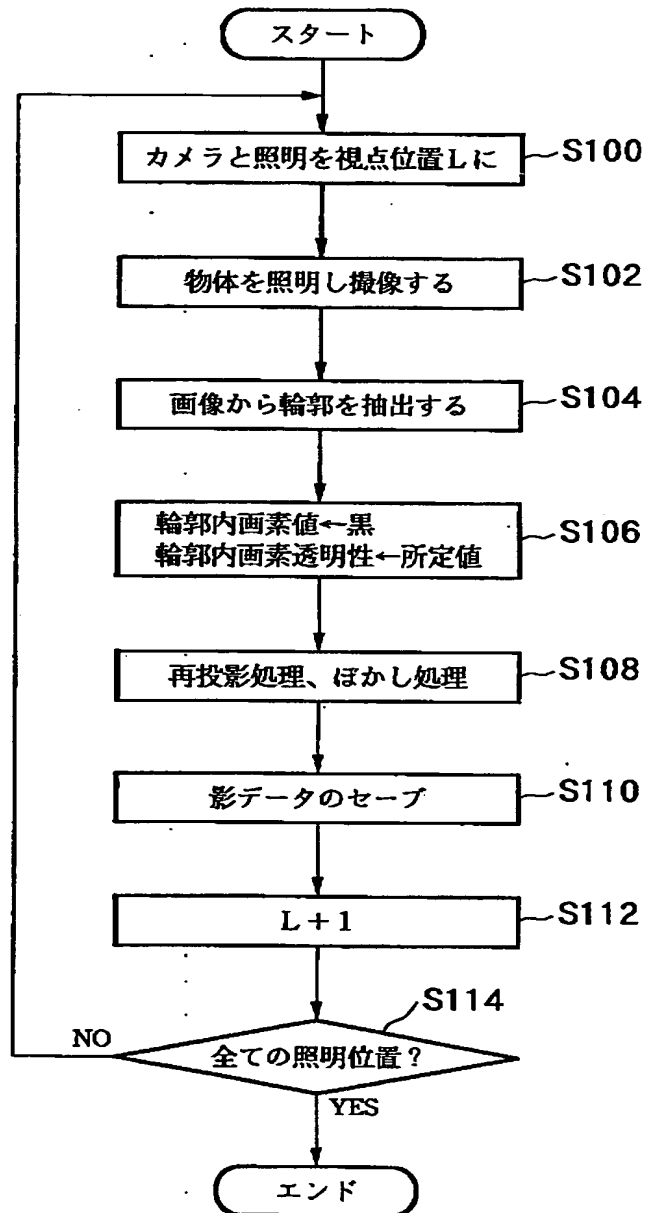 スタート
カメラと照明を視点位置Lに
S100
物体を照明し撮像する
S102
画像から輪郭を抽出する
S104
輪郭内画素値←黒
輪郭内画素透明性←所定値
S106
再投影処理、ぼかし処理
S108
影データのセーブ
S110
L+1
S112
S114
NO
全ての照明位置?
YES
エンド